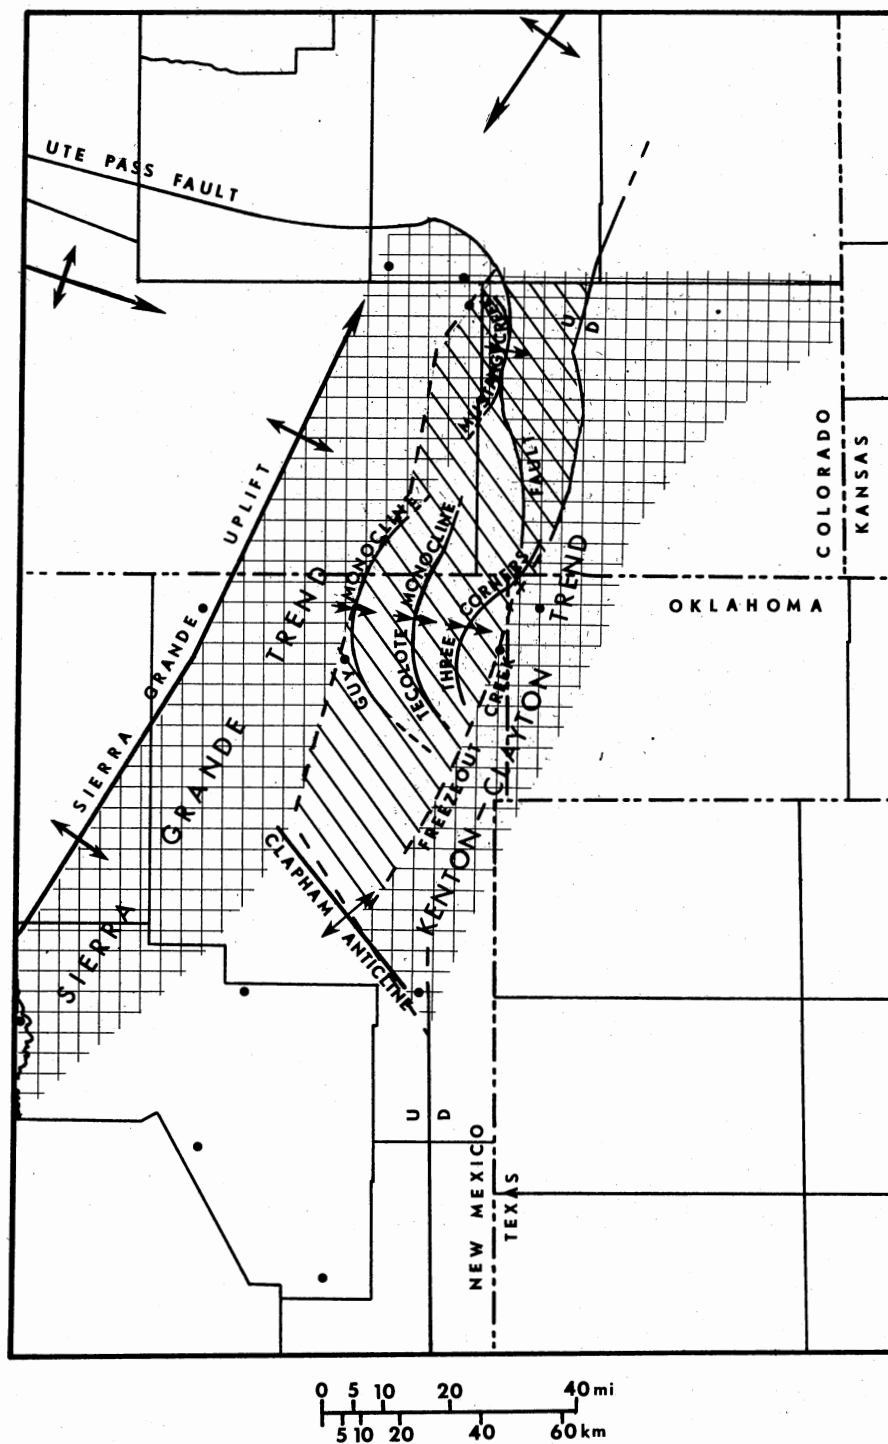 UTE PASS FAULT
U
D
MUSTANG CREEK
FAULT
COLORADO
KANSAS
SIERRA GRANDE UPLIFT
GUY MONOCLINE
TECOLOTE MONOCLINE
THREE CORNERS
OKLAHOMA
SIERRA GRANDE TREND
FREEZEOUT CREEK
KENTON - CLAYTON TREND
CLAPHAM ANTICLINE
U
D
NEW MEXICO
TEXAS
0 5 10 20 40 mi
5 10 20 40 60 km